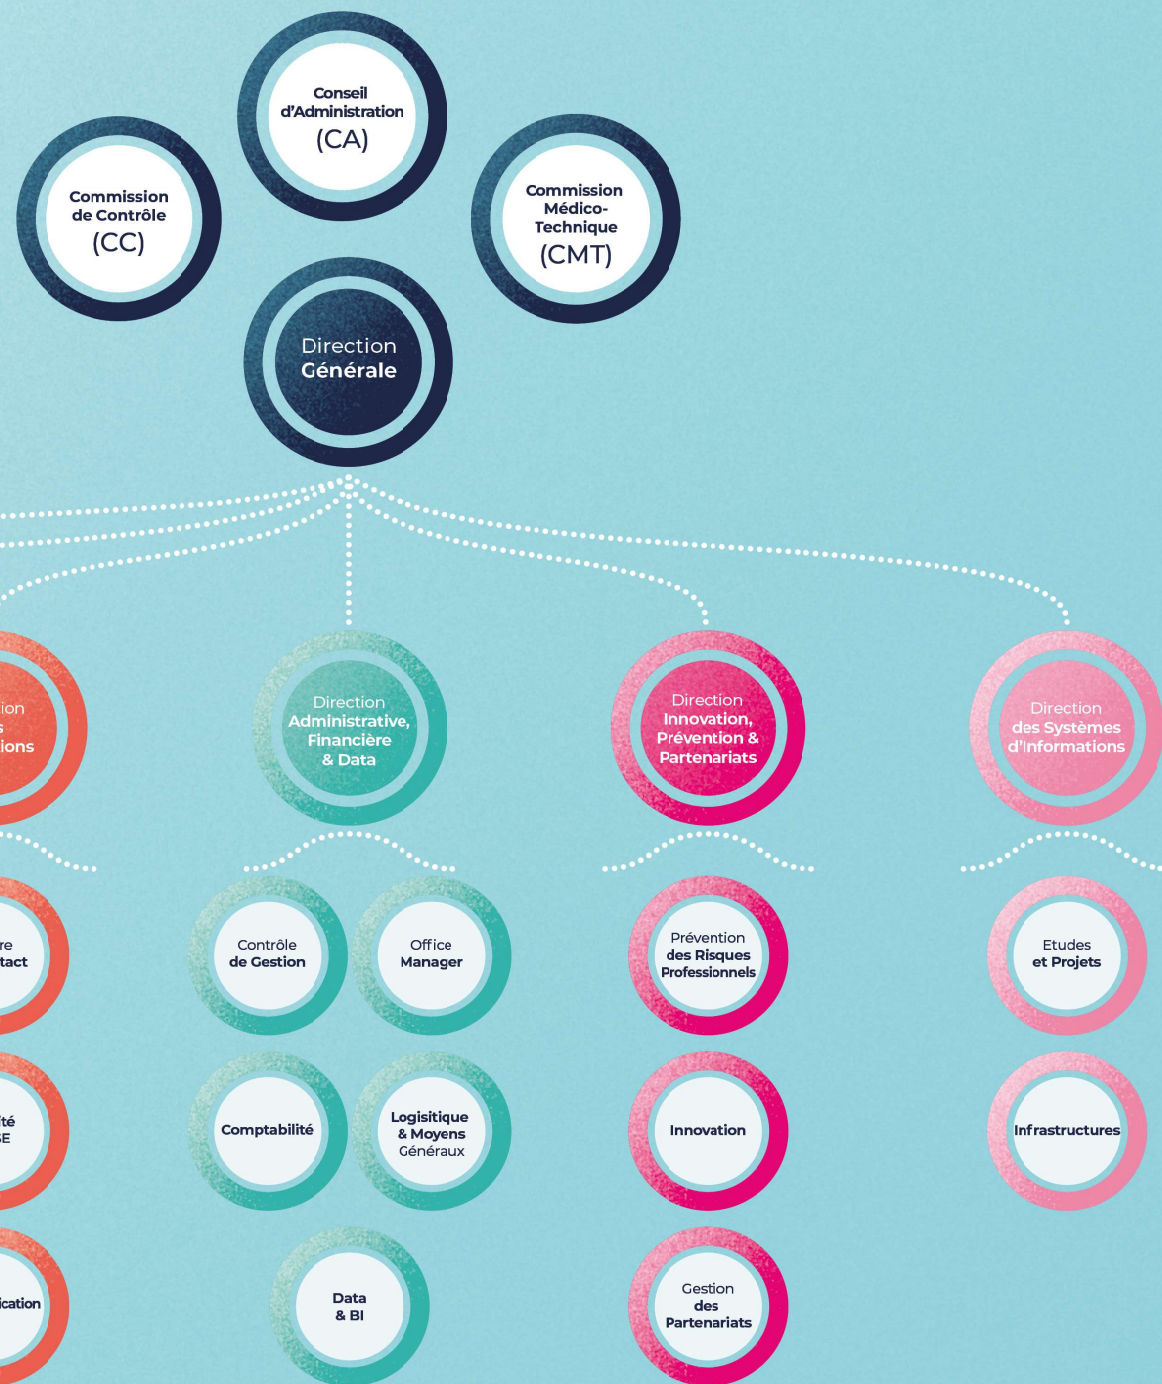 Conseil
d'Administration
(CA)
Commission
de Contrôle
(CC)
Commission
Médico-
Technique
(CMT)
Direction
Générale
Direction
Administrative,
Financière
& Data
Direction
Innovation,
Prévention &
Partenariats
Direction
des Systèmes
d'Informations
Contrôle
de Gestion
Office
Manager
Prévention
des Risques
Professionnels
Etudes
et Projets
Comptabilité
Logisitique
& Moyens
Généraux
Innovation
Infrastructures
Data
& BI
Gestion
des
Partenariats